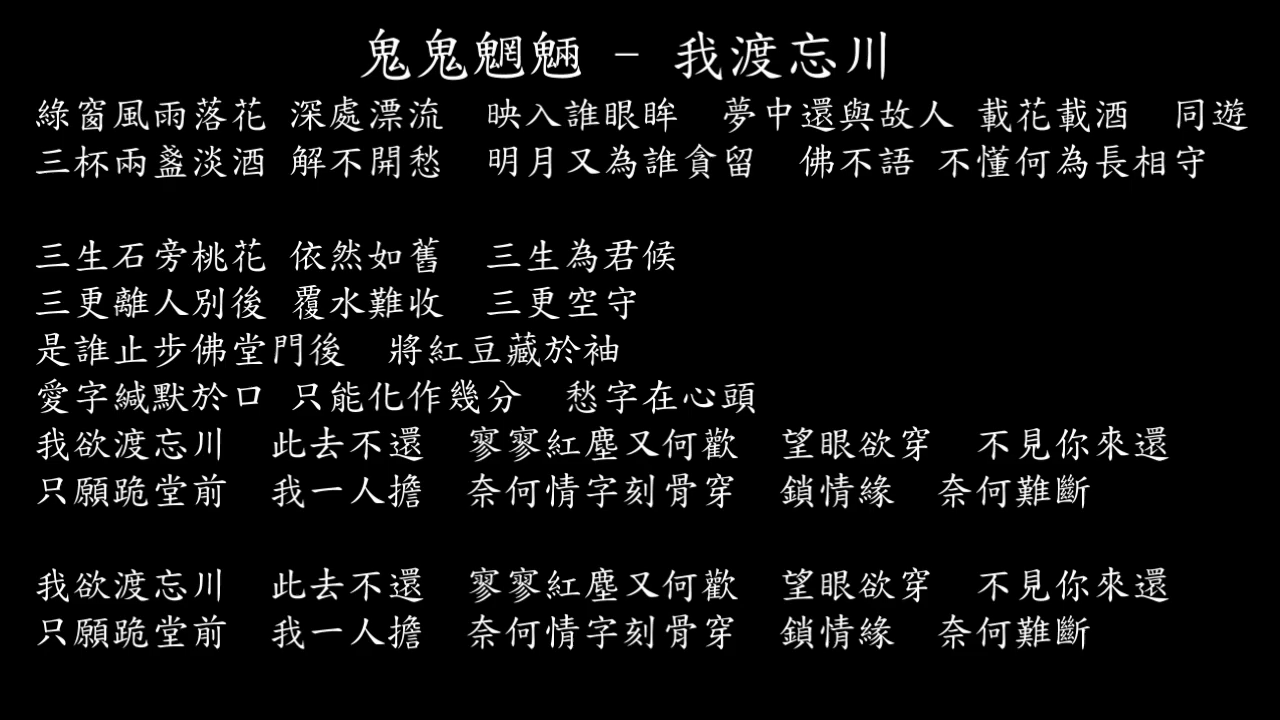 鬼鬼魍魎 - 我渡忘川
綠窗風雨落花 深處漂流　映入誰眼眸　夢中還與故人 載花載酒　同遊
三杯兩盞淡酒 解不開愁　明月又為誰貪留　佛不語 不懂何為長相守
三生石旁桃花 依然如舊　三生為君候
三更離人別後 覆水難收　三更空守
是誰止步佛堂門後　將紅豆藏於袖
愛字緘默於口 只能化作幾分　愁字在心頭
我欲渡忘川　此去不還　寥寥紅塵又何歡　望眼欲穿　不見你來還
只願跪堂前　我一人擔　奈何情字刻骨穿　鎖情緣　奈何難斷
我欲渡忘川　此去不還　寥寥紅塵又何歡　望眼欲穿　不見你來還
只願跪堂前　我一人擔　奈何情字刻骨穿　鎖情緣　奈何難斷